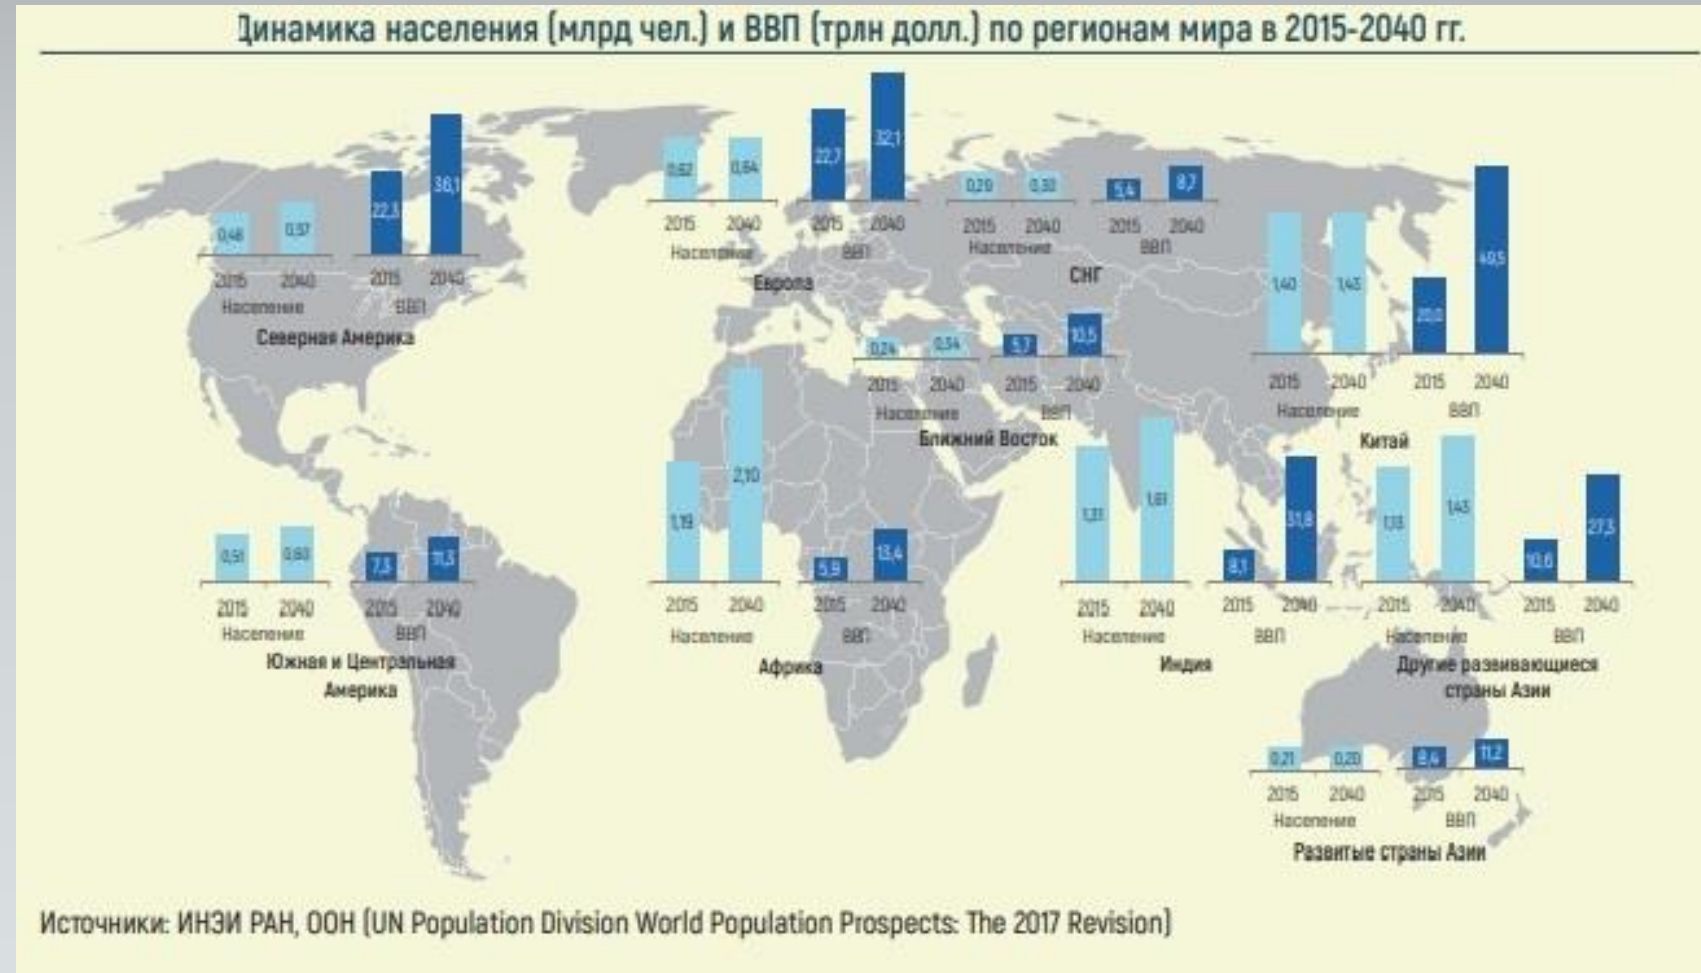 Динамика населения (млрд чел.) и ВВП (трлн долл.) по регионам мира в 2015-2040 гг.
0,48 0,57 22,3 36,1
2015 2040 2015 2040
Население ВВП
Северная Америка
0,62 0,64 22,7 32,1
2015 2040 2015 2040
Население ВВП
Европа
0,29 0,30 5,4 8,7
2015 2040 2015 2040
Население ВВП
СНГ
1,40 1,43 20,0 49,5
2015 2040 2015 2040
Население ВВП
Китай
0,24 0,34 5,7 10,5
2015 2040 2015 2040
Население ВВП
Ближний Восток
0,51 0,60 7,3 11,3
2015 2040 2015 2040
Население ВВП
Южная и Центральная
Америка
1,19 2,10 5,9 13,4
2015 2040 2015 2040
Население ВВП
Африка
1,31 1,61 8,1 31,8
2015 2040 2015 2040
Население ВВП
Индия
1,13 1,43 10,6 27,3
2015 2040 2015 2040
Население ВВП
Другие развивающиеся
страны Азии
0,21 0,20 8,4 11,2
2015 2040 2015 2040
Население ВВП
Развитые страны Азии
Источники: ИНЭИ РАН, ООН (UN Population Division World Population Prospects: The 2017 Revision)